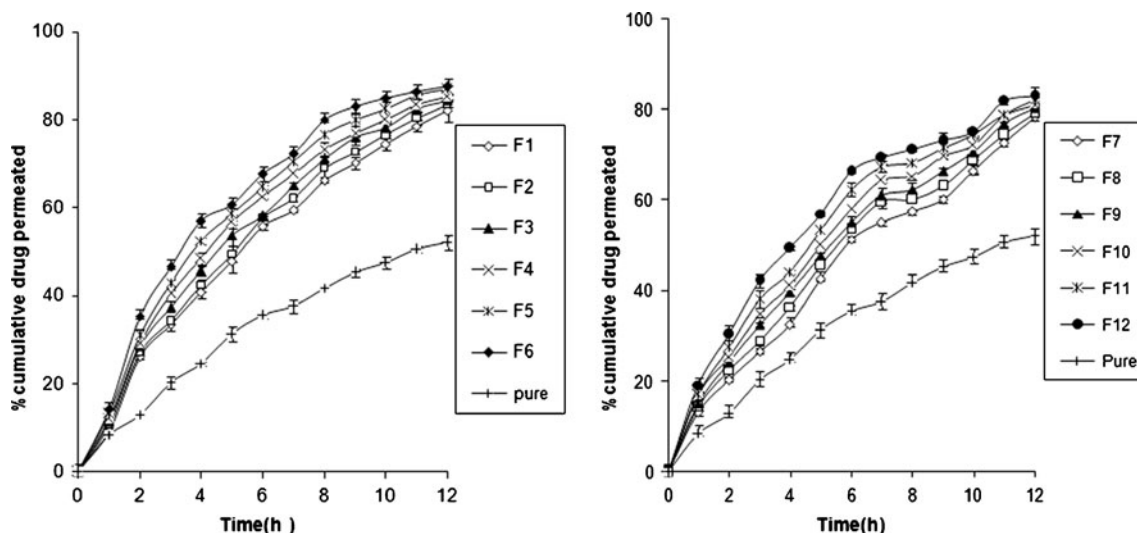 100
80
60
40
20
0
0 2 4 6 8 10 12
% cumulative drug permeated
Time(h )
F1
F2
F3
F4
F5
F6
pure
100
80
60
40
20
0
0 2 4 6 8 10 12
% cumulative drug permeated
Time(h)
F7
F8
F9
F10
F11
F12
Pure